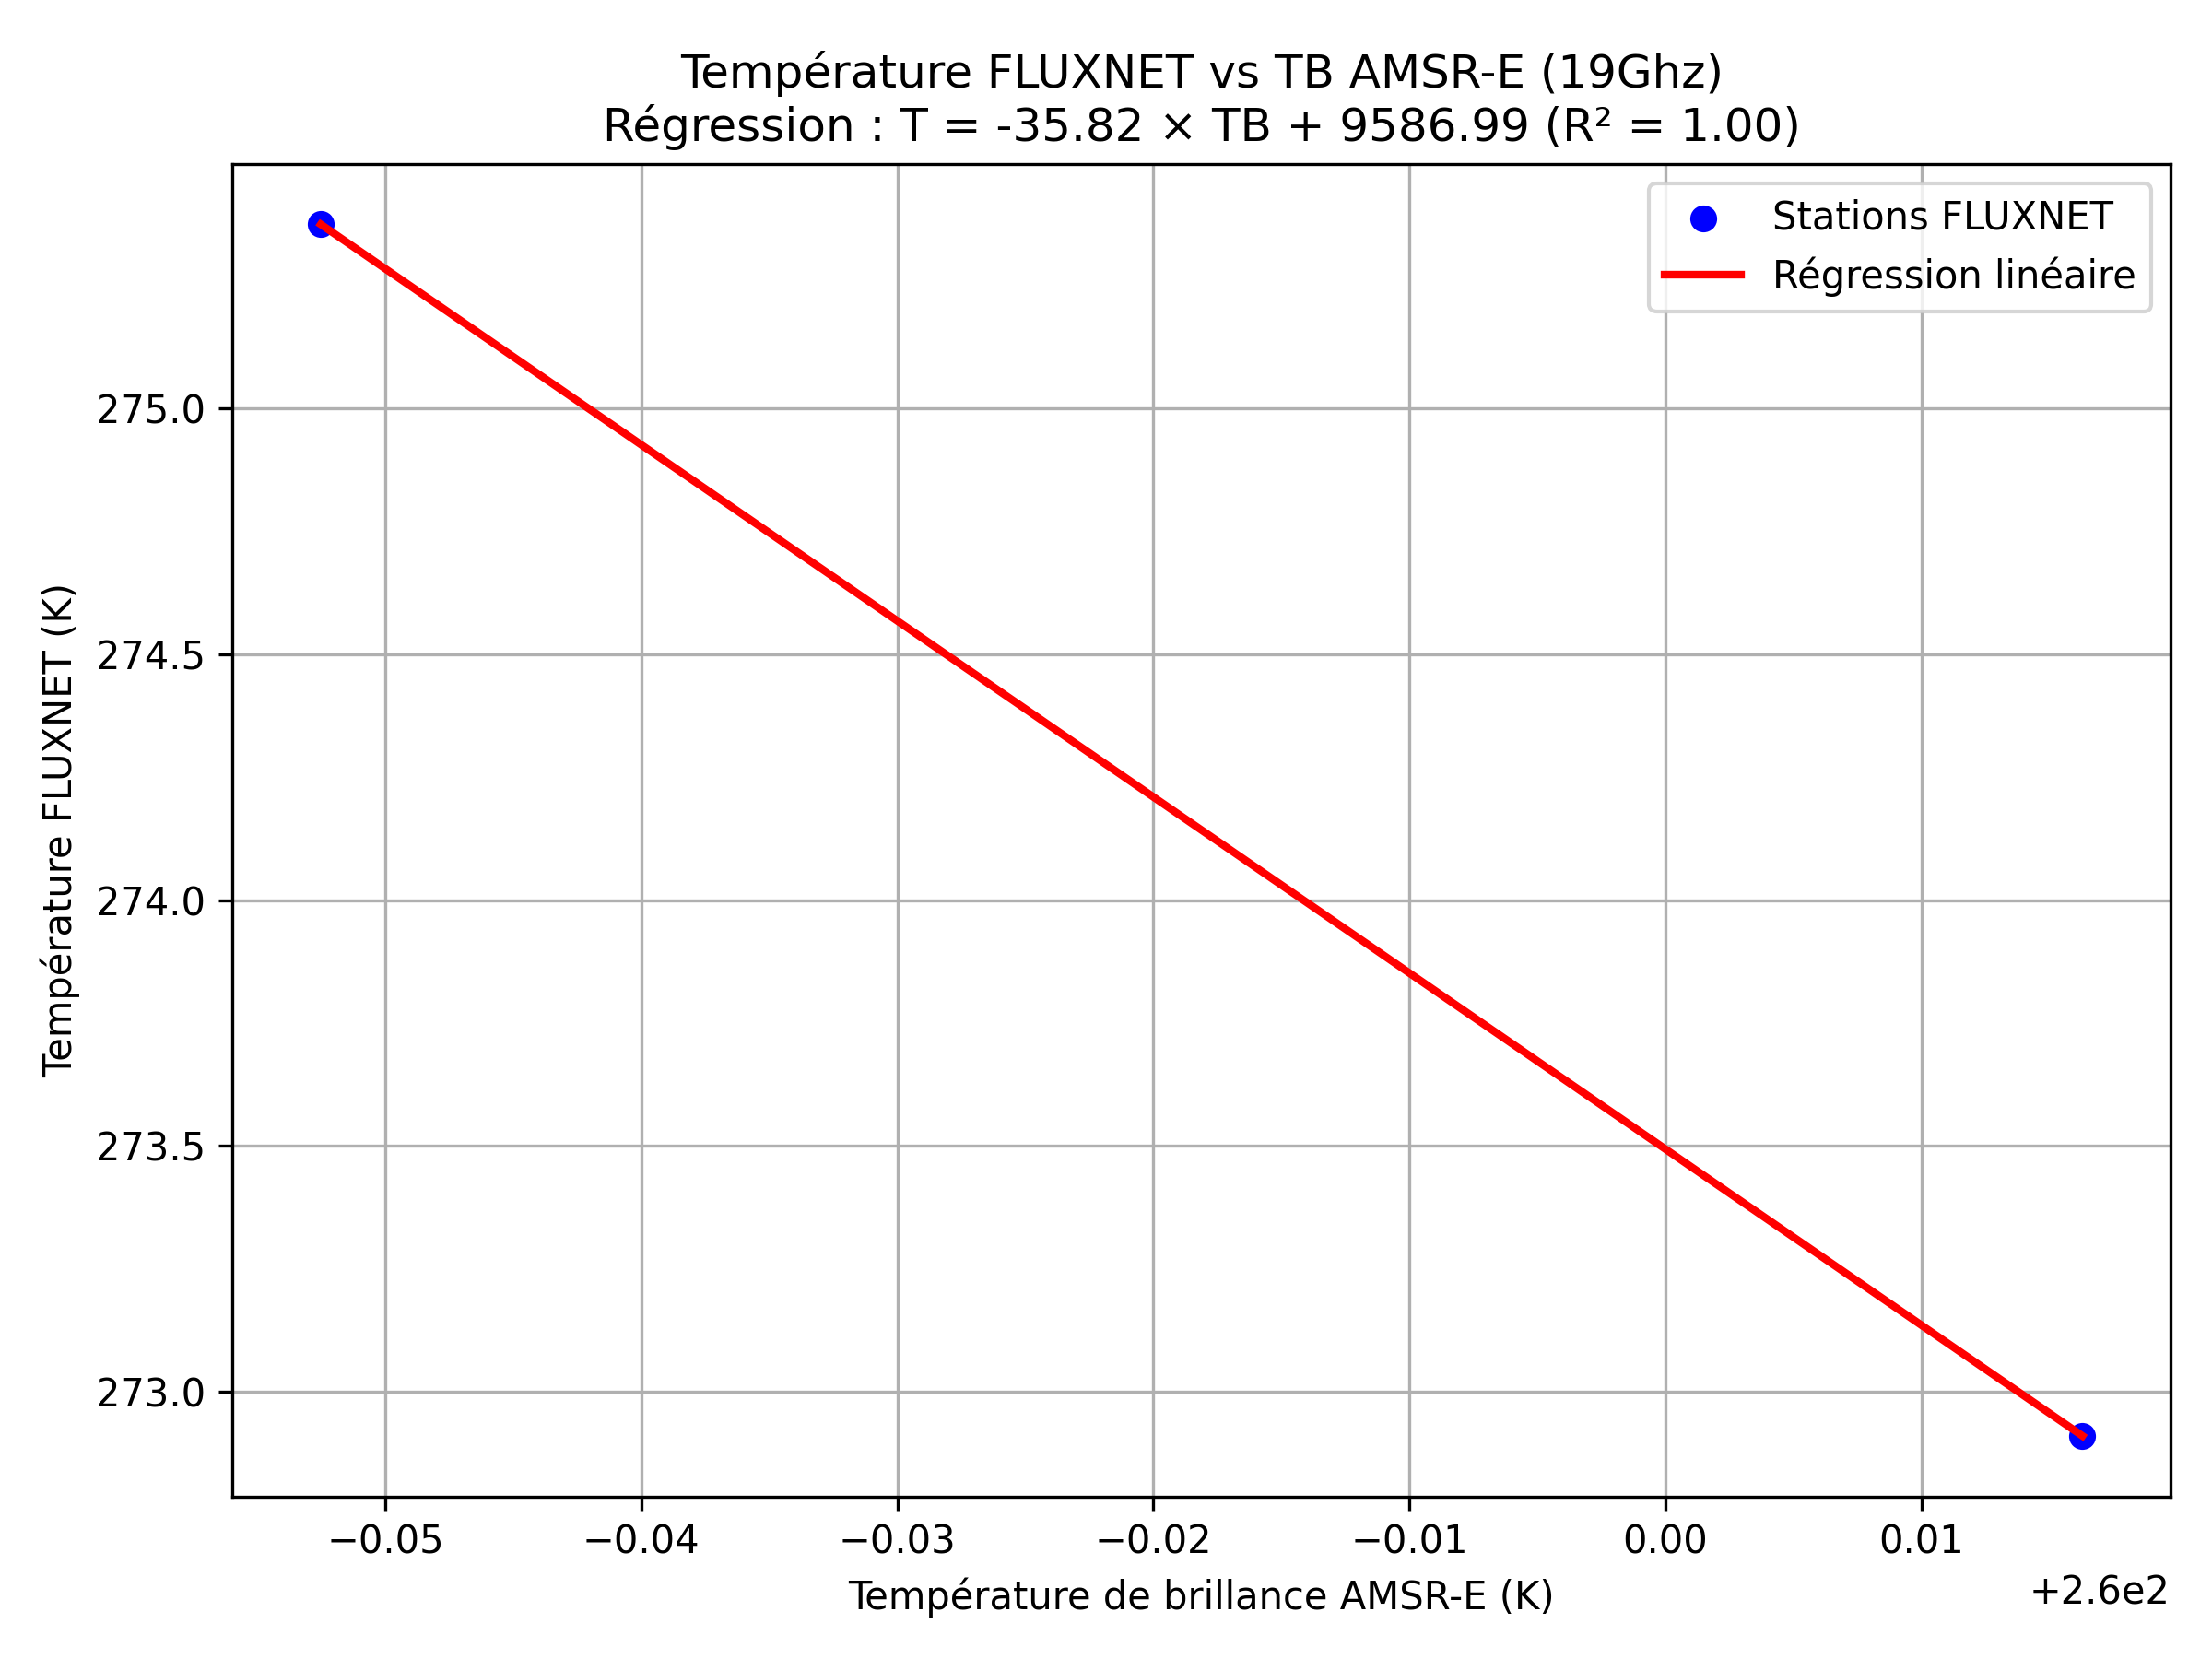 Température FLUXNET vs TB AMSR-E (19Ghz)
Régression : T = -35.82 × TB + 9586.99 (R² = 1.00)
Stations FLUXNET
Régression linéaire
Température FLUXNET (K)
275.0
274.5
274.0
273.5
273.0
−0.05 −0.04 −0.03 −0.02 −0.01 0.00 0.01
+2.6e2
Température de brillance AMSR-E (K)